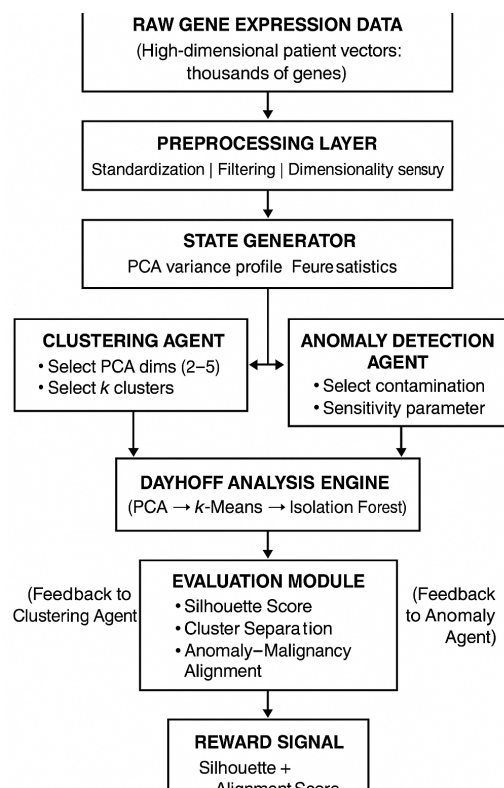 RAW GENE EXPRESSION DATA
(High-dimensional patient vectors:
thousands of genes)
PREPROCESSING LAYER
Standardization | Filtering | Dimensionality sensuy
STATE GENERATOR
PCA variance profile Feure satistics
CLUSTERING AGENT
• Select PCA dims (2–5)
• Select k clusters
ANOMALY DETECTION
AGENT
• Select contamination
• Sensitivity parameter
DAYHOFF ANALYSIS ENGINE
(PCA → k-Means → Isolation Forest)
(Feedback to
Clustering Agent
EVALUATION MODULE
• Silhouette Score
• Cluster Separation
• Anomaly–Malignancy
Alignment
(Feedback
to Anomaly
Agent)
REWARD SIGNAL
Silhouette +
Alignment Score